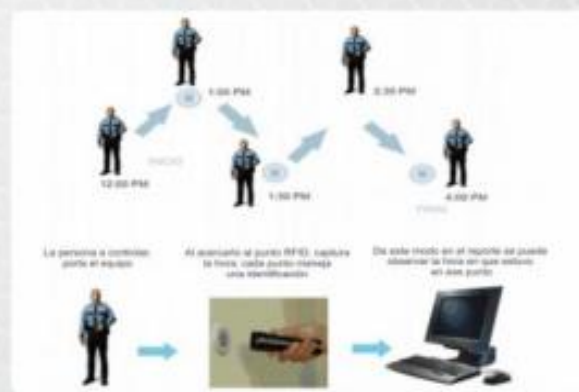 1:00 PM
3:30 PM
INICIO
12:00 PM
1:30 PM
4:00 PM
FINAL
La persona a controlar
porta el equipo
Al acercarlo al punto RFID, captura
la hora, cada punto maneja
una identificación
De este modo en el reporte se puede
observar la hora en que estuvo
en ese punto